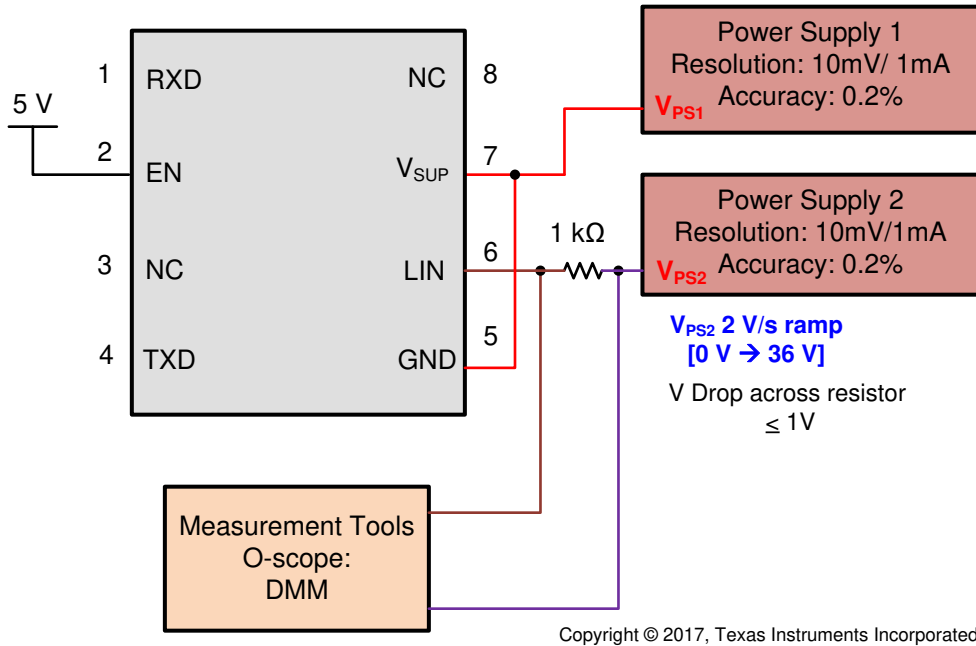 Power Supply 1
Resolution: 10mV/ 1mA
Accuracy: 0.2%
VPS1
1
RXD
NC
8
5 V
2
EN
VSUP
7
Power Supply 2
Resolution: 10mV/1mA
Accuracy: 0.2%
VPS2
1 kΩ
3
NC
LIN
6
4
TXD
GND
5
VPS2 2 V/s ramp
[0 V → 36 V]
V Drop across resistor
≤ 1V
Measurement Tools
O-scope:
DMM
Copyright © 2017, Texas Instruments Incorporated